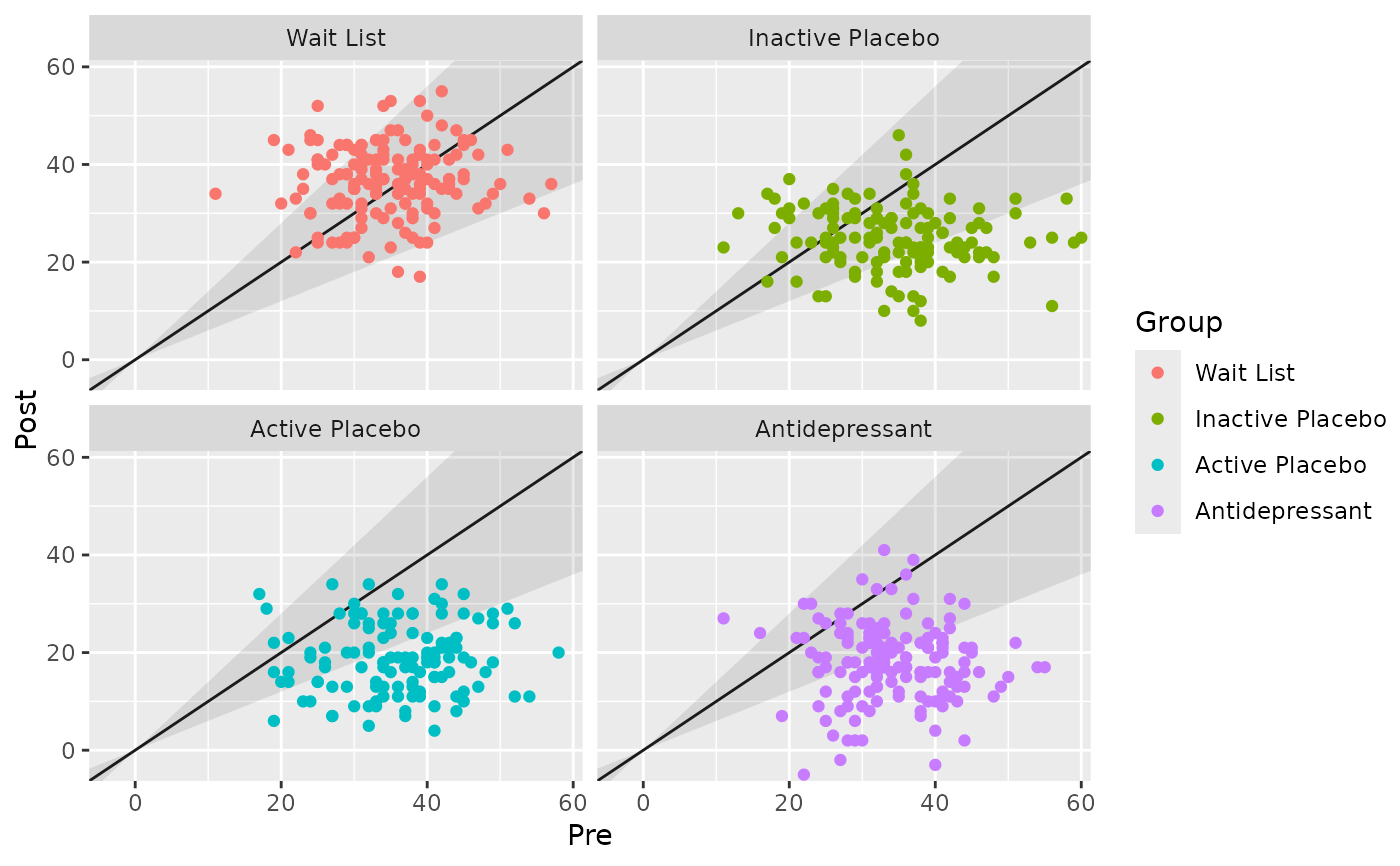 Wait List
Inactive Placebo
60
40
20
0
Active Placebo
Antidepressant
60
40
20
0
0 20 40 60
0 20 40 60
Pre
Post
Group
Wait List
Inactive Placebo
Active Placebo
Antidepressant